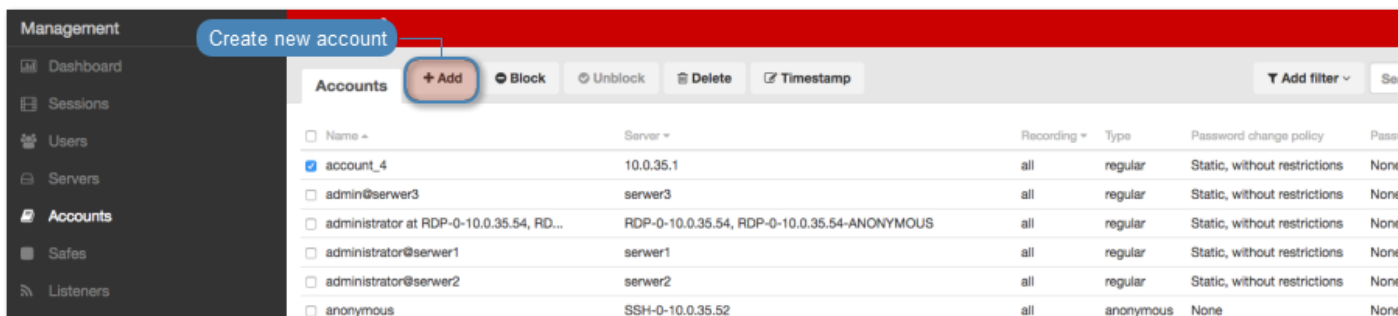 Management
Create new account
Dashboard
Sessions
Users
Servers
Accounts
Safes
Listeners
Accounts + Add Block Unblock Delete Timestamp Add filter
Name Server Recording Type Password change policy
account_4 10.0.35.1 all regular Static, without restrictions None
admin@serwer3 serwer3 all regular Static, without restrictions None
administrator at RDP-0-10.0.35.54, RD... RDP-0-10.0.35.54, RDP-0-10.0.35.54-ANONYMOUS all regular Static, without restrictions None
administrator@serwer1 serwer1 all regular Static, without restrictions None
administrator@serwer2 serwer2 all regular Static, without restrictions None
anonymous SSH-0-10.0.35.52 all anonymous None None